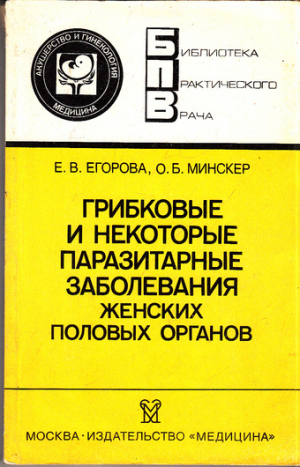 АКУШЕРСТВО И ГИНЕКОЛОГИЯ
МЕДИЦИНА
БИБЛИОТЕКА
ПРАКТИЧЕСКОГО
ВРАЧА
Е. В. ЕГОРОВА, О. Б. МИНСКЕР
ГРИБКОВЫЕ
И НЕКОТОРЫЕ
ПАРАЗИТАРНЫЕ
ЗАБОЛЕВАНИЯ
ЖЕНСКИХ
ПОЛОВЫХ ОРГАНОВ
МОСКВА · ИЗДАТЕЛЬСТВО «МЕДИЦИНА»